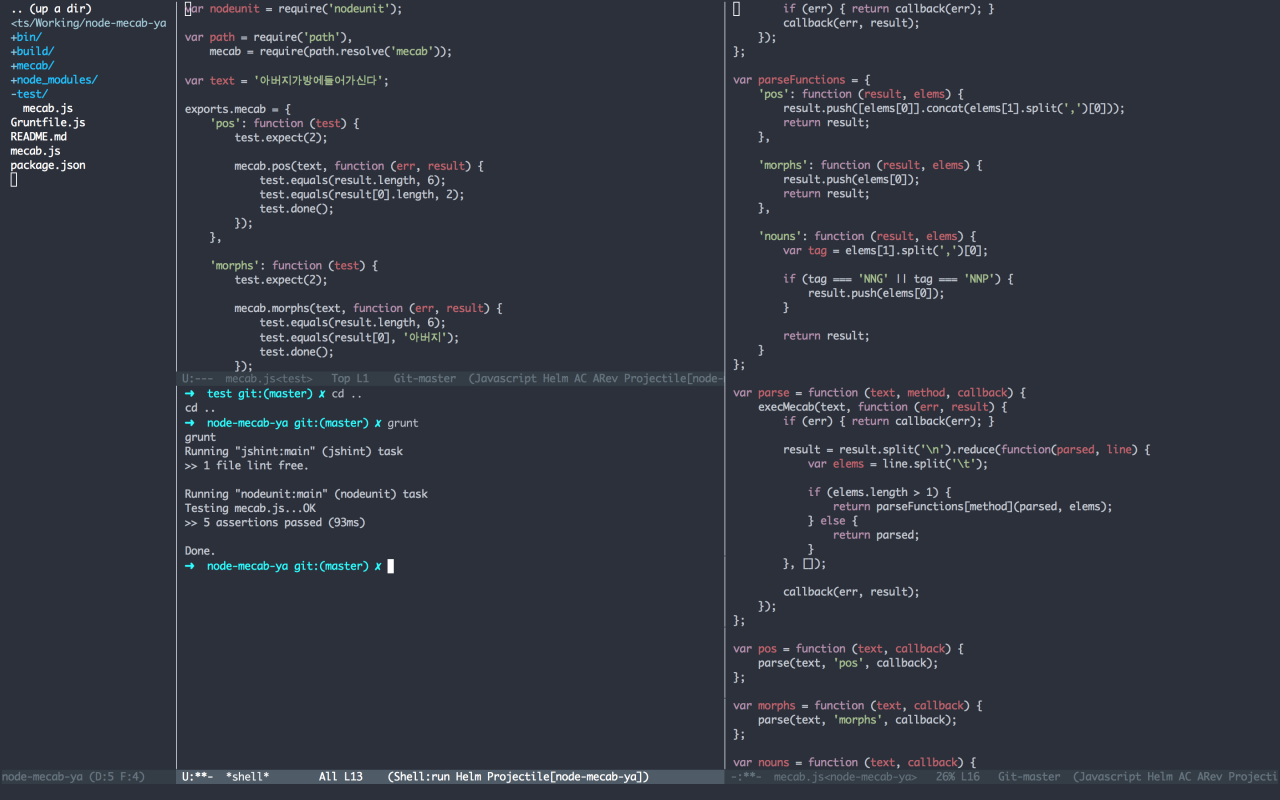 .. (up a dir)
<ts/Working/node-mecab-ya
+bin/
+build/
+mecab/
+node_modules/
-test/
mecab.js
Gruntfile.js
README.md
mecab.js
package.json
node-mecab-ya (D:5 F:4)
var nodeunit = require('nodeunit');
var path = require('path'),
mecab = require(path.resolve('mecab'));
var text = '아버지가방에들어가신다';
exports.mecab = {
'pos': function (test) {
test.expect(2);
mecab.pos(text, function (err, result) {
test.equals(result.length, 6);
test.equals(result[0].length, 2);
test.done();
});
},
'morphs': function (test) {
test.expect(2);
mecab.morphs(text, function (err, result) {
test.equals(result.length, 6);
test.equals(result[0], '아버지');
test.done();
});
U:--- mecab.js<test> Top L1 Git-master (Javascript Helm AC ARev Projectile[node-
➜ test git:(master) ✗ cd ..
cd ..
➜ node-mecab-ya git:(master) ✗ grunt
grunt
Running "jshint:main" (jshint) task
>> 1 file lint free.
Running "nodeunit:main" (nodeunit) task
Testing mecab.js...OK
>> 5 assertions passed (93ms)
Done.
➜ node-mecab-ya git:(master) ✗
U:**- *shell* All L13 (Shell:run Helm Projectile[node-mecab-ya])
if (err) { return callback(err); }
callback(err, result);
});
};
var parseFunctions = {
'pos': function (result, elems) {
result.push([elems[0]].concat(elems[1].split(',')[0]));
return result;
},
'morphs': function (result, elems) {
result.push(elems[0]);
return result;
},
'nouns': function (result, elems) {
var tag = elems[1].split(',')[0];
if (tag === 'NNG' || tag === 'NNP') {
result.push(elems[0]);
}
return result;
}
};
var parse = function (text, method, callback) {
execMecab(text, function (err, result) {
if (err) { return callback(err); }
result = result.split('\n').reduce(function(parsed, line) {
var elems = line.split('\t');
if (elems.length > 1) {
return parseFunctions[method](parsed, elems);
} else {
return parsed;
}
}, []);
callback(err, result);
});
};
var pos = function (text, callback) {
parse(text, 'pos', callback);
};
var morphs = function (text, callback) {
parse(text, 'morphs', callback);
};
var nouns = function (text, callback) {
-:**- mecab.js<node-mecab-ya> 26% L16 Git-master (Javascript Helm AC ARev Projecti